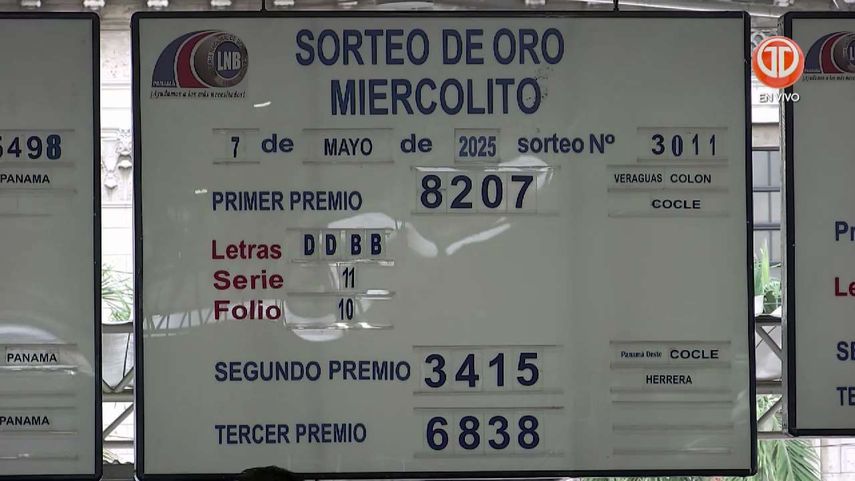 LNB
PANAMA
¡Ayudamos a los más necesitados!
SORTEO DE ORO
MIERCOLITO
EN VIVO
7 de MAYO de 2025 sorteo Nº 3011
5498
PANAMA
PRIMER PREMIO 8207 VERAGUAS COLON
COCLE
Letras D D B B
Serie 11
Folio 10
PANAMA
SEGUNDO PREMIO 3415 Panamá Oeste COCLE
HERRERA
PANAMA
TERCER PREMIO 6838